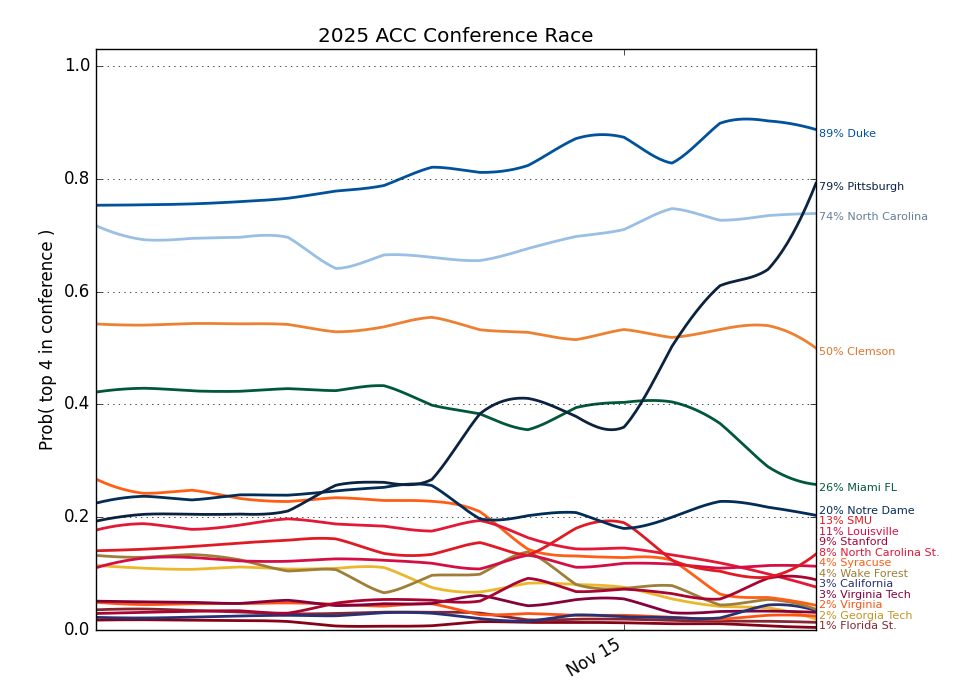 2025 ACC Conference Race
Prob( top 4 in conference )
1.0
0.8
0.6
0.4
0.2
0.0
Nov 15
89% Duke
79% Pittsburgh
74% North Carolina
50% Clemson
26% Miami FL
20% Notre Dame
13% SMU
11% Louisville
9% Stanford
8% North Carolina St.
4% Syracuse
4% Wake Forest
3% California
3% Virginia Tech
2% Virginia
2% Georgia Tech
1% Florida St.